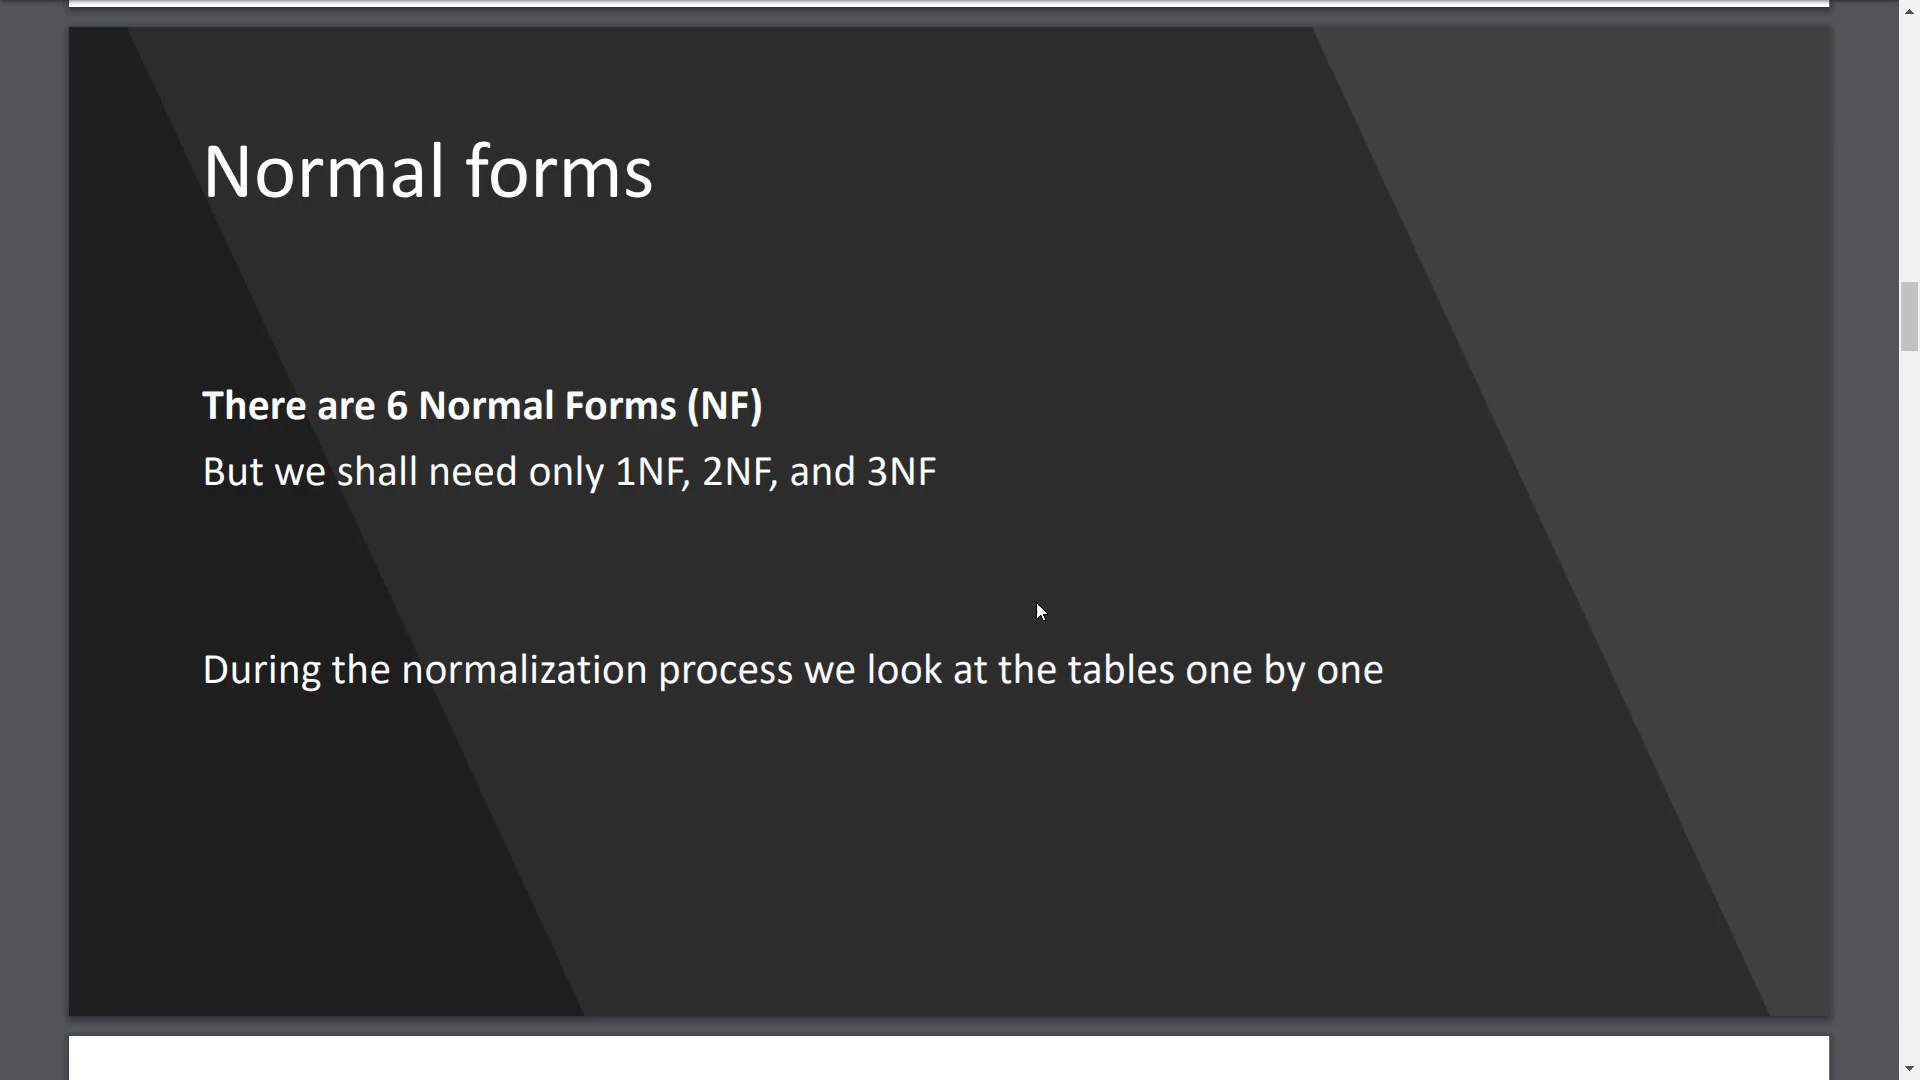 Normal forms
There are 6 Normal Forms (NF)
But we shall need only 1NF, 2NF, and 3NF
During the normalization process we look at the tables one by one